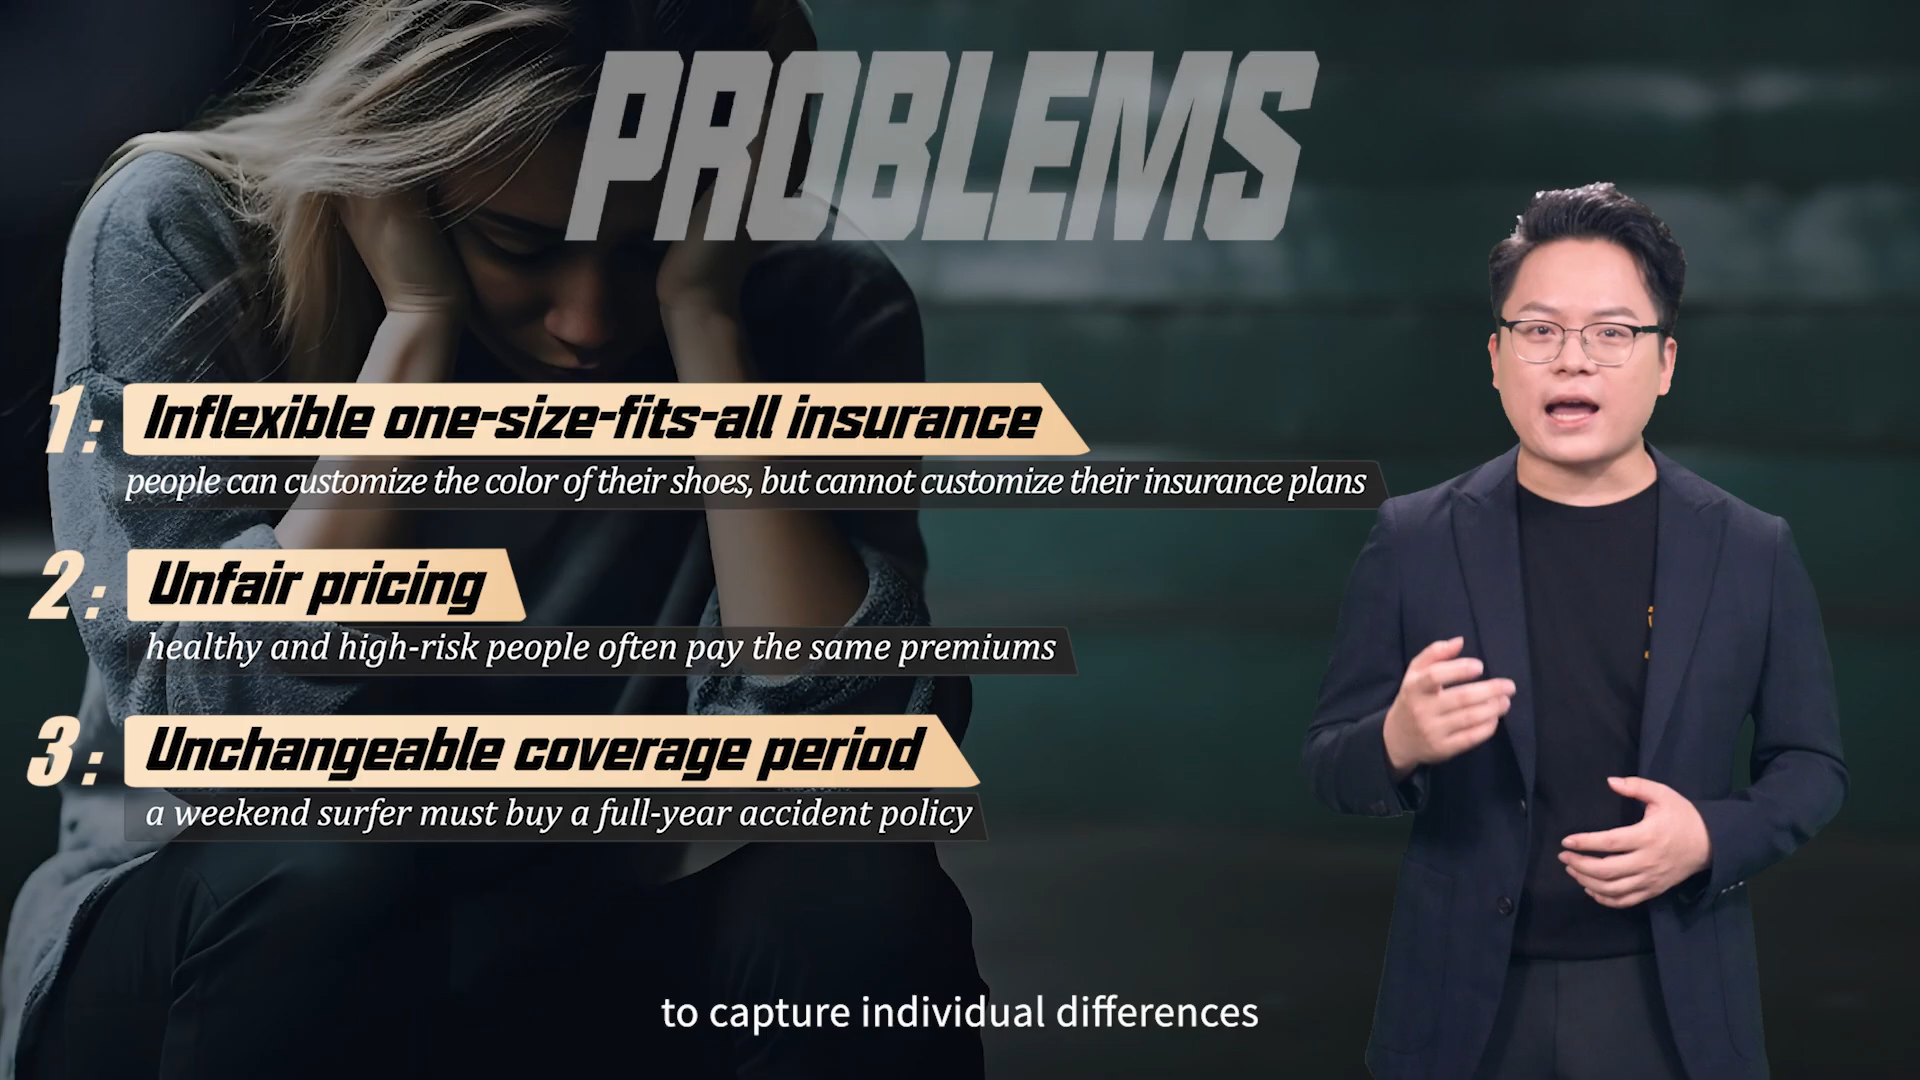 PROBLEMS
1: Inflexible one-size-fits-all insurance
people can customize the color of their shoes, but cannot customize their insurance plans
2: Unfair pricing
healthy and high-risk people often pay the same premiums
3: Unchangeable coverage period
a weekend surfer must buy a full-year accident policy
to capture individual differences